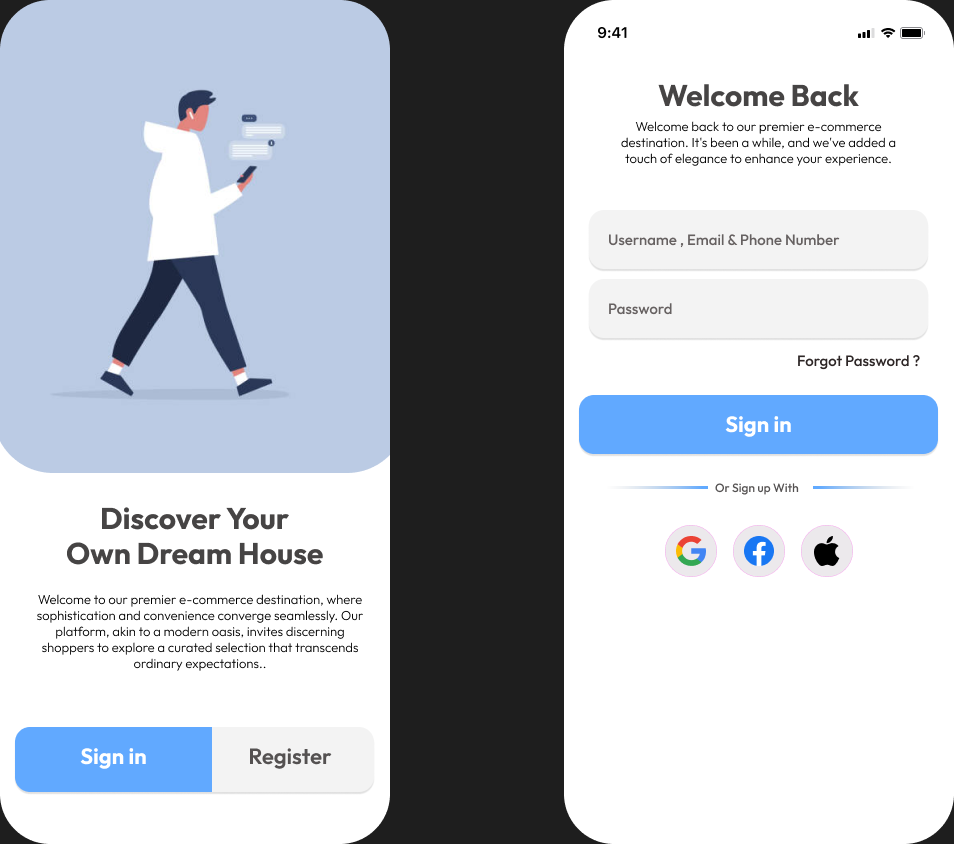 Discover Your
Own Dream House
Welcome to our premier e-commerce destination, where
sophistication and convenience converge seamlessly. Our
platform, akin to a modern oasis, invites discerning
shoppers to explore a curated selection that transcends
ordinary expectations..
Sign in
Register
9:41
Welcome Back
Welcome back to our premier e-commerce
destination. It's been a while, and we've added a
touch of elegance to enhance your experience.
Username , Email & Phone Number
Password
Forgot Password ?
Sign in
Or Sign up With